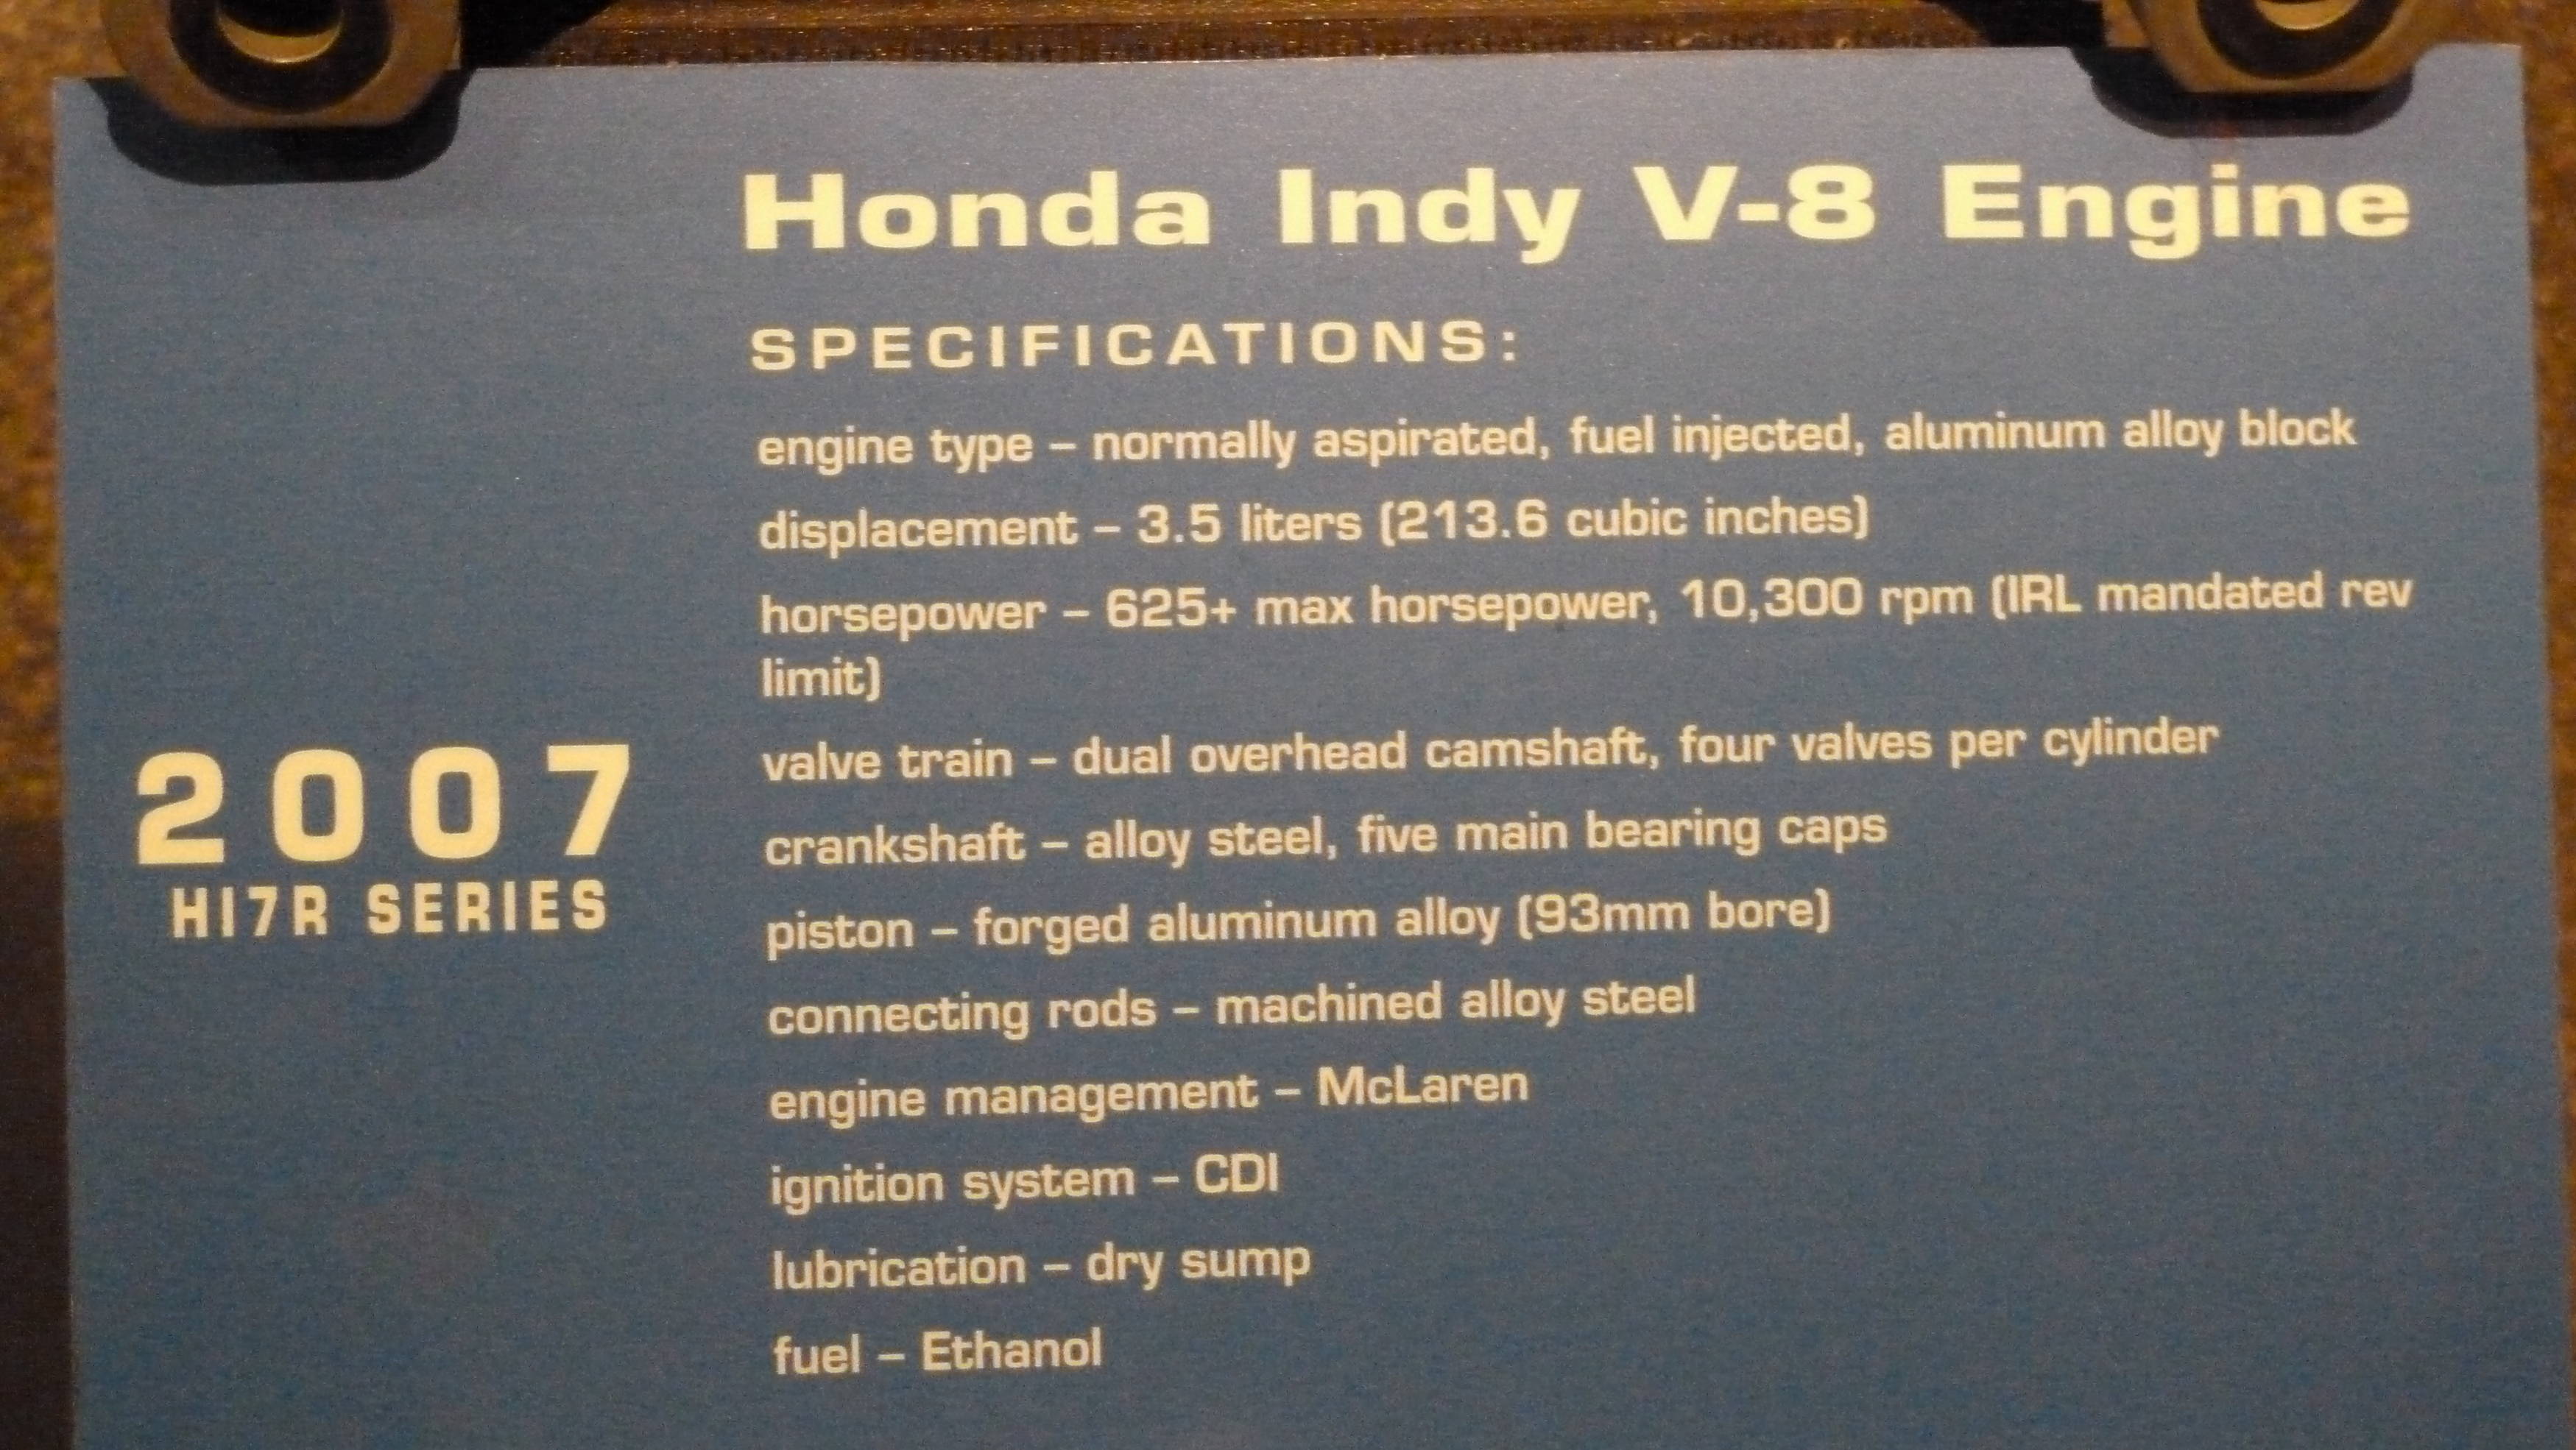 Honda Indy V-8 Engine
SPECIFICATIONS:
engine type – normally aspirated, fuel injected, aluminum alloy block
displacement – 3.5 liters (213.6 cubic inches)
horsepower – 625+ max horsepower, 10,300 rpm (IRL mandated rev
limit)
valve train – dual overhead camshaft, four valves per cylinder
crankshaft – alloy steel, five main bearing caps
piston – forged aluminum alloy (93mm bore)
connecting rods – machined alloy steel
engine management – McLaren
ignition system – CDI
lubrication – dry sump
fuel – Ethanol
2007
HI7R SERIES